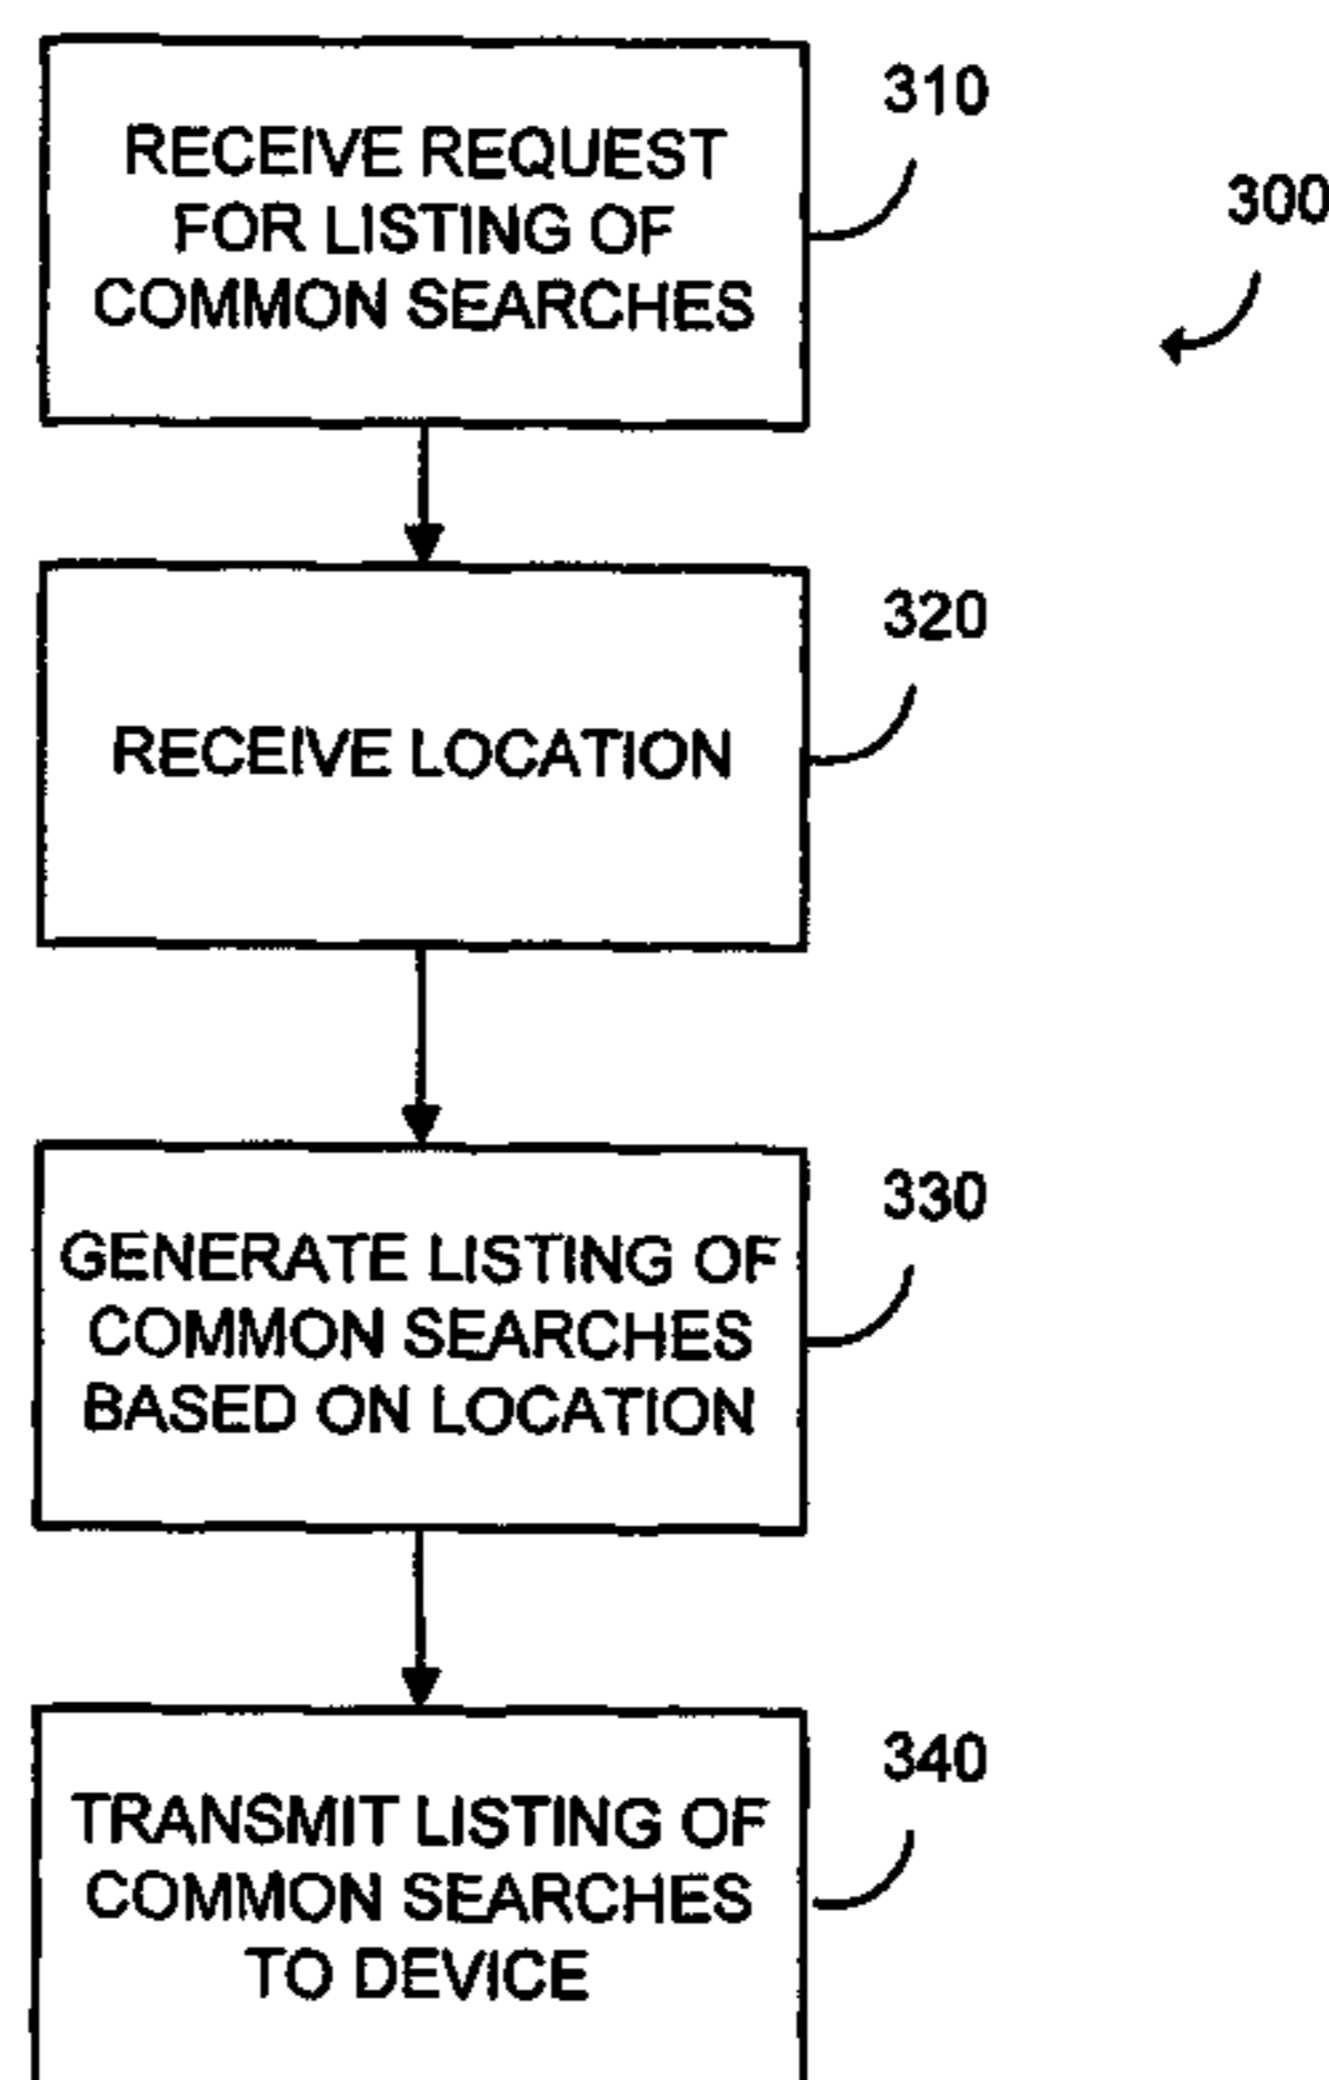 RECEIVE REQUEST
FOR LISTING OF
COMMON SEARCHES
310
300
RECEIVE LOCATION
320
GENERATE LISTING OF
COMMON SEARCHES
BASED ON LOCATION
330
TRANSMIT LISTING OF
COMMON SEARCHES
TO DEVICE
340